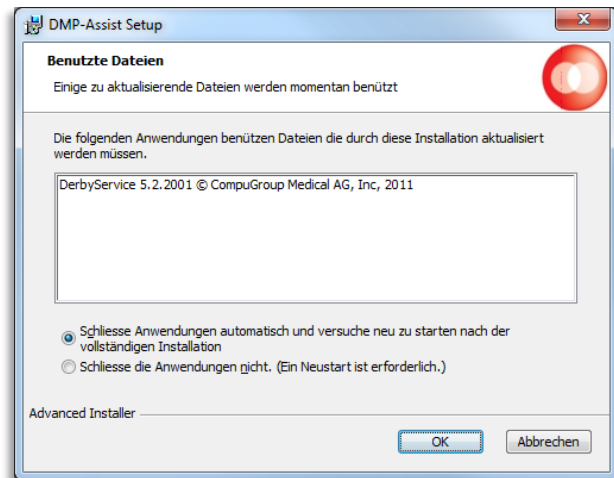 DMP-Assist Setup
Benutzte Dateien
Einige zu aktualisierende Dateien werden momentan benützt
Die folgenden Anwendungen benützen Dateien die durch diese Installation aktualisiert
werden müssen.
DerbyService 5.2.2001 © CompuGroup Medical AG, Inc, 2011
Schliesse Anwendungen automatisch und versuche neu zu starten nach der
vollständigen Installation
Schliesse die Anwendungen nicht. (Ein Neustart ist erforderlich.)
Advanced Installer
OK
Abbrechen